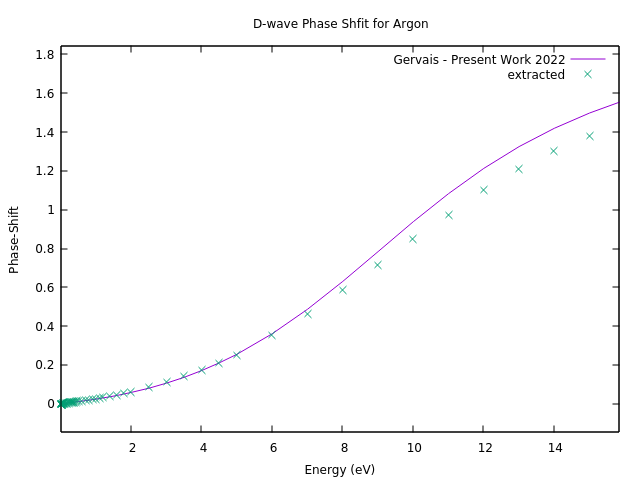 D-wave Phase Shfit for Argon
Gervais - Present Work 2022
extracted
1.8
1.6
1.4
1.2
1
0.8
0.6
0.4
0.2
0
Phase-Shift
2 4 6 8 10 12 14
Energy (eV)